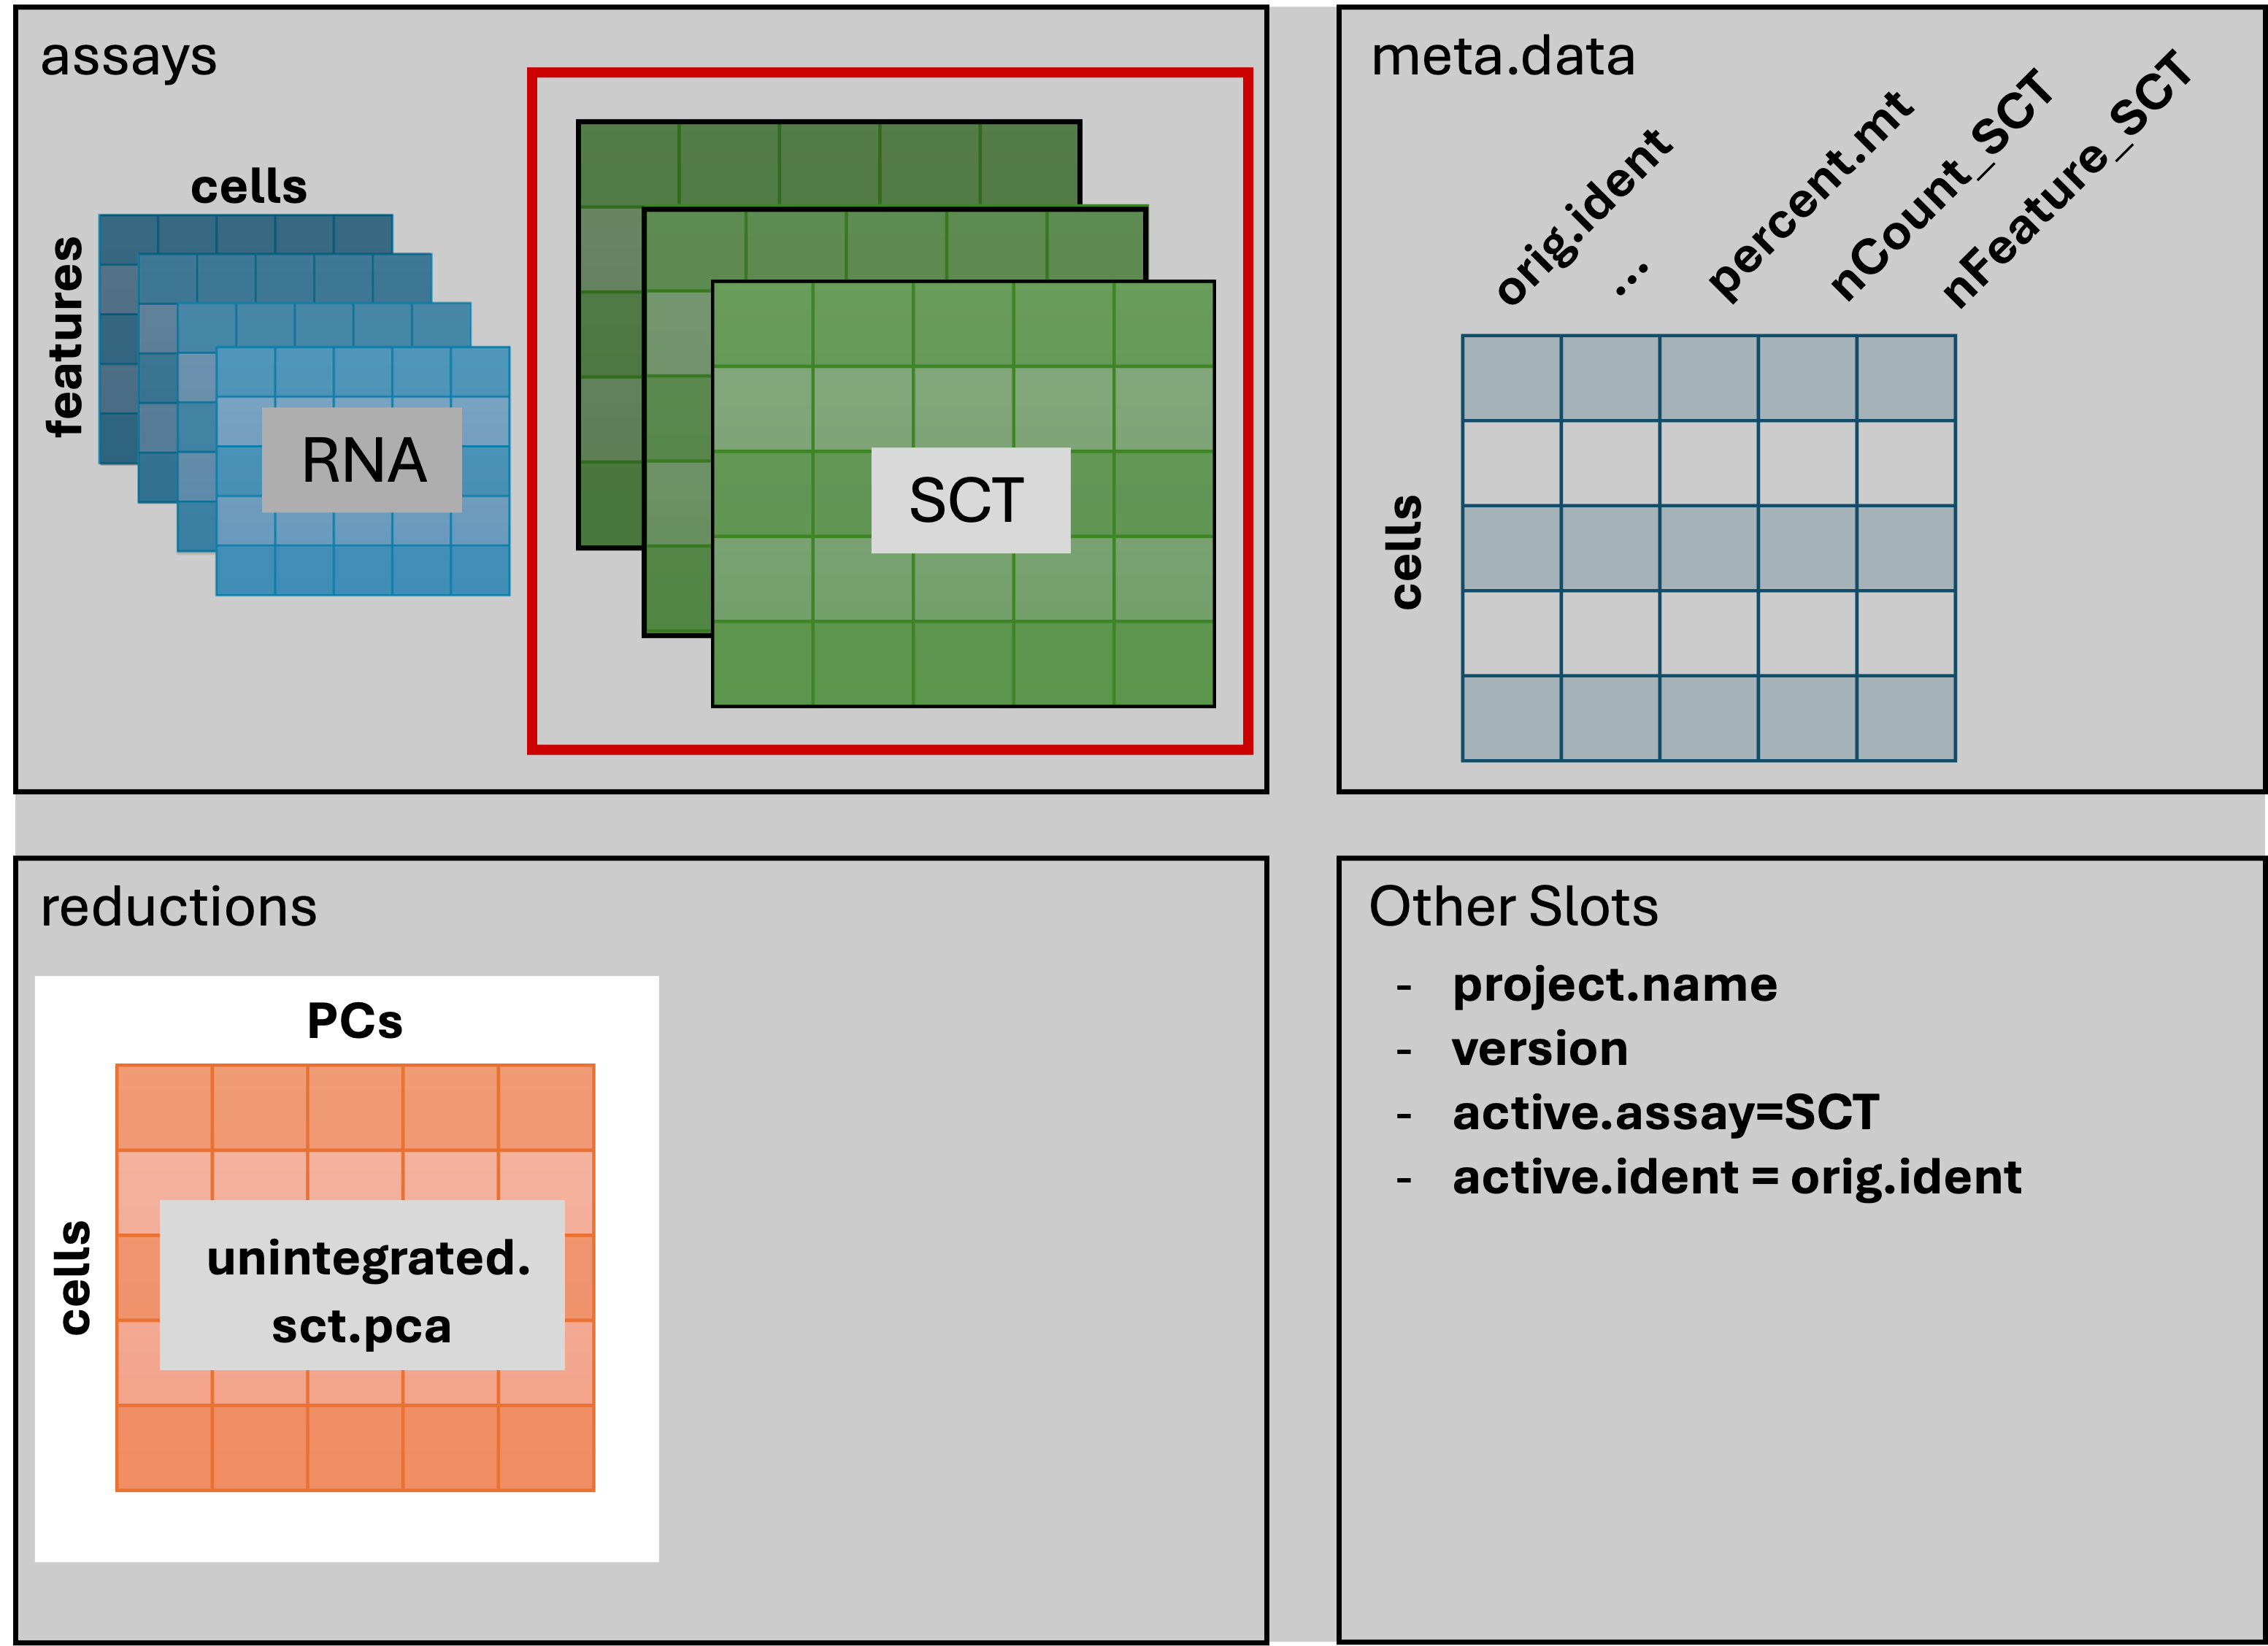 assays
cells
features
RNA
SCT
meta.data
orig.ident
...
percent.mt
nCount_SCT
nFeature_SCT
cells
reductions
PCs
cells
unintegrated.
sct.pca
Other Slots
- project.name
- version
- active.assay=SCT
- active.ident = orig.ident